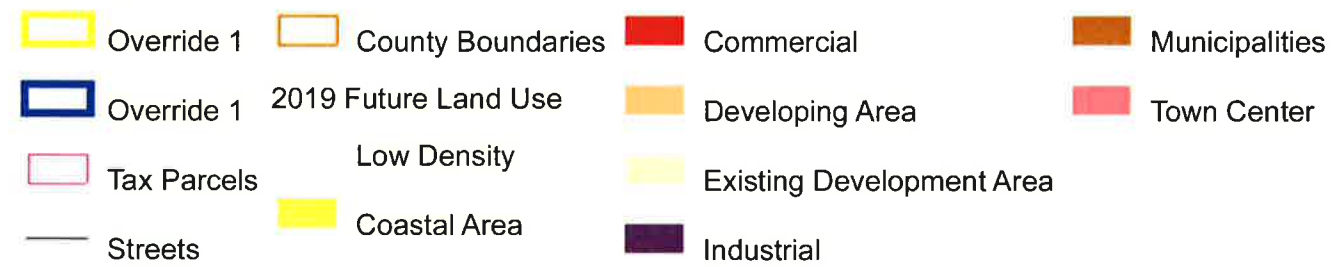 Override 1
Override 1
Tax Parcels
Streets
County Boundaries
2019 Future Land Use
Low Density
Coastal Area
Commercial
Developing Area
Existing Development Area
Industrial
Municipalities
Town Center